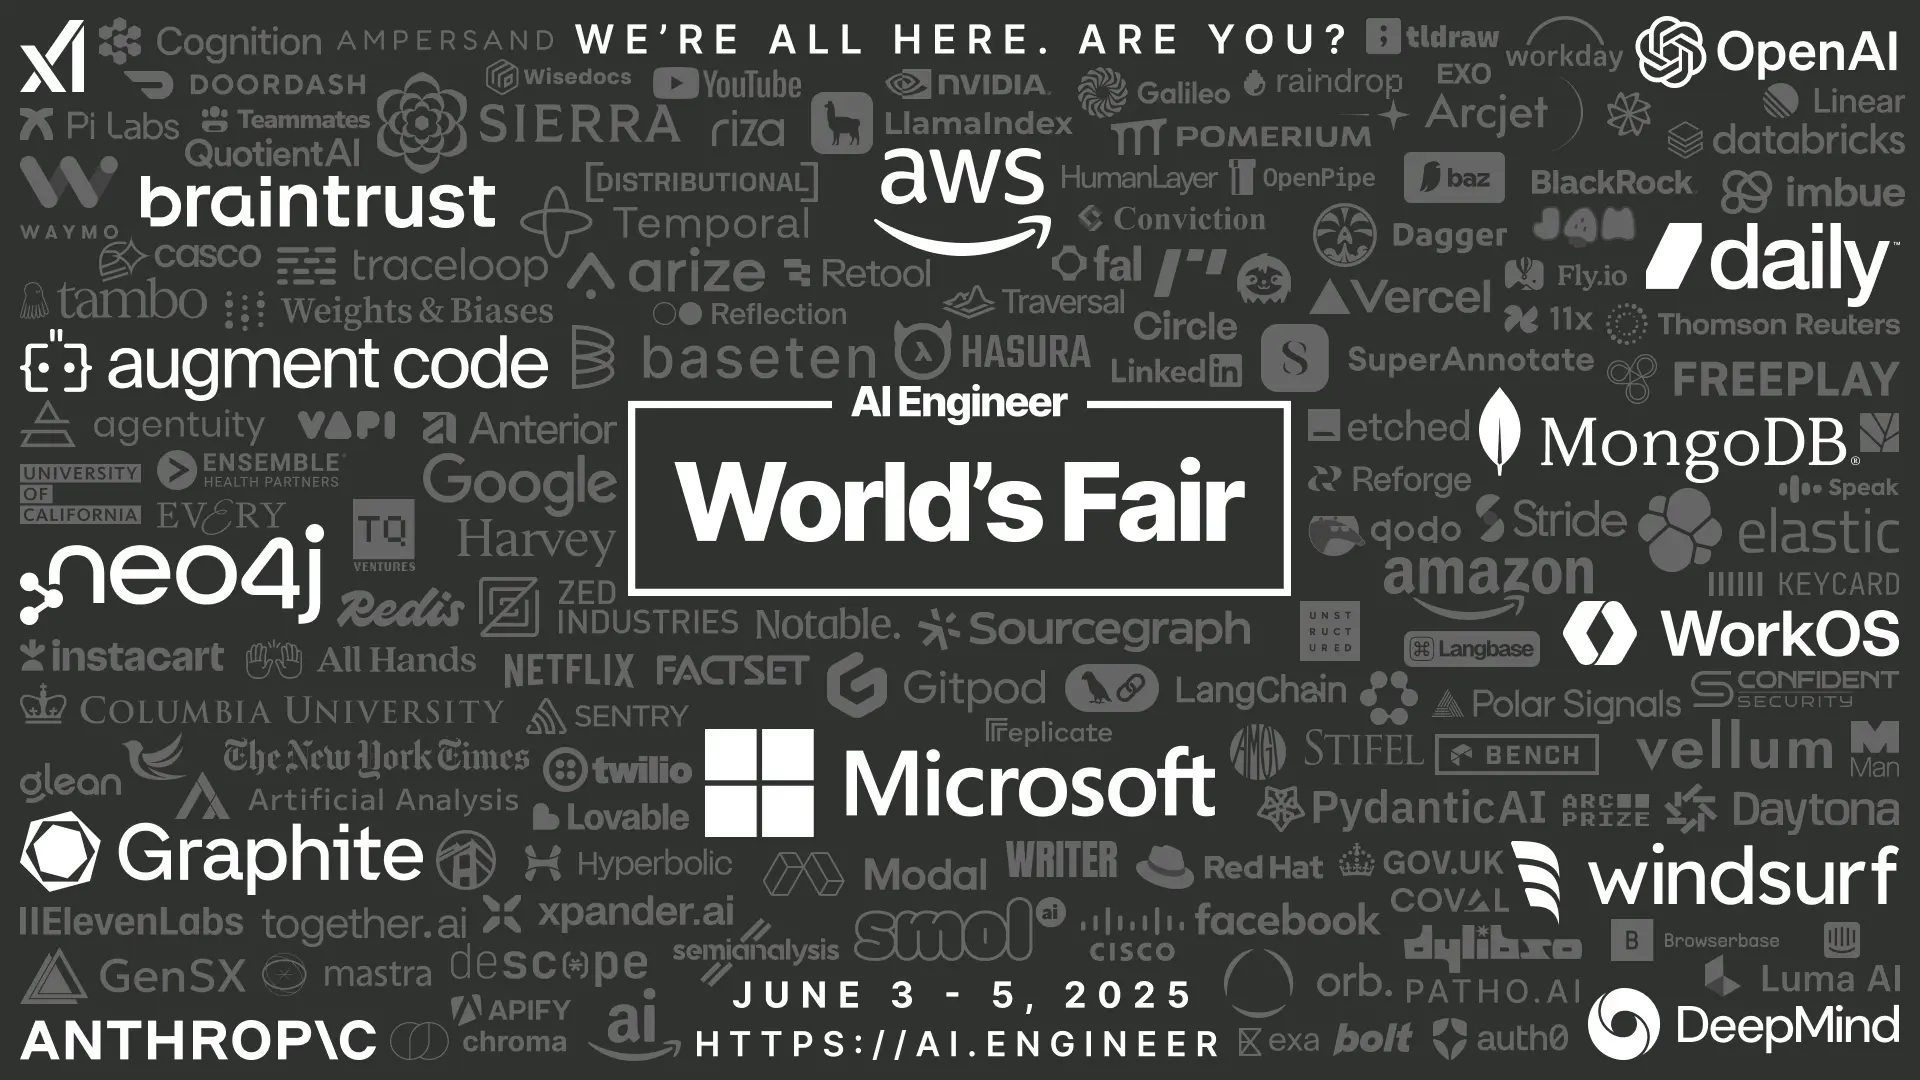 WE'RE ALL HERE. ARE YOU?
xAI
Cognition
AMPERSAND
tldraw
workday
OpenAI
DOORDASH
Wisedocs
YouTube
NVIDIA
Galileo
raindrop
EXO
Linear
Pi Labs
Teammates
SIERRA
riza
LlamaIndex
POMERIUM
Arcjet
databricks
QuotientAI
WAYMO
braintrust
[DISTRIBUTIONAL]
aws
HumanLayer
OpenPipe
baz
BlackRock
imbue
Temporal
Conviction
Dagger
JAM
daily™
casco
traceloop
arize
Retool
fal
Vercel
Fly.io
tambo
Weights & Biases
Reflection
Traversal
Circle
11x
Thomson Reuters
augment code
baseten
HASURA
LinkedIn
S
SuperAnnotate
FREEPLAY
AI Engineer
World's Fair
agentuity
VAPI
Anterior
etched
MongoDB®
UNIVERSITY
OF
CALIFORNIA
ENSEMBLE
HEALTH PARTNERS
Google
Reforge
Speak
EVERY
TQ
VENTURES
Harvey
qodo
Stride
elastic
neo4j
Redis
ZED
INDUSTRIES
amazon
KEYCARD
Notable.
Sourcegraph
UNST
RUCT
URED
Langbase
WorkOS
instacart
All Hands
NETFLIX
FACTSET
Gitpod
LangChain
Polar Signals
CONFIDENT
SECURITY
COLUMBIA UNIVERSITY
SENTRY
Replicate
AMGI
STIFEL
BENCH
vellum
M
Man
glean
The New York Times
twilio
Microsoft
Artificial Analysis
Lovable
PydanticAI
ARC
PRIZE
Daytona
Graphite
Hyperbolic
Modal
WRITER
Red Hat
GOV.UK
windsurf
COVAL
IIElevenLabs
together.ai
xpander.ai
semianalysis
smol
ai
CISCO
facebook
dylibso
B
Browserbase
GenSX
mastra
descope
orb.
PATHO.AI
Luma AI
JUNE 3 - 5, 2025
ANTHROP\C
APIFY
chroma
ai
HTTPS://AI.ENGINEER
exa
bolt
auth0
DeepMind